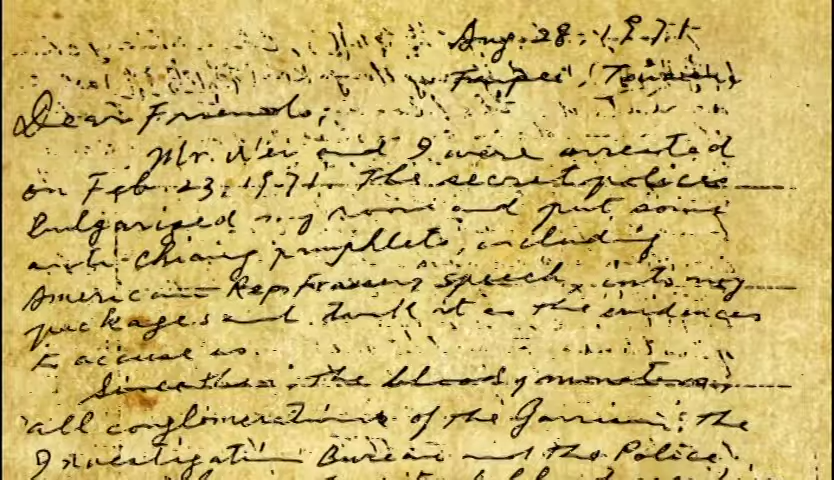 Aug. 28, 1971
Taipei, Taiwan
Dear Friends;
Mr. Wei and I were arrested
on Feb. 23, 1971. The secret polices
bulgarized my room and put some
anti-Chiang pamphlets, including
American Rep. Fraser's speech, into my
packages and took it as the evidences
to accuse us.
Since then, the bloody monsters,
all conglomerations of the Garrison, the
Investigation Bureau and the Police